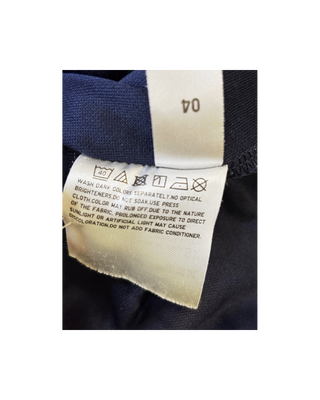 04
40
WASH DARK COLORS SEPARATELY.NO OPTICAL
BRIGHTENERS.DO NOT SOAK.USE PRESS
CLOTH.COLOR MAY RUB OFF.DUE TO THE NATURE
OF THE FABRIC. PROLONGED EXPOSURE TO DIRECT
SUNLIGHT OR ARTIFICIAL LIGHT MAY CAUSE
DISCOLORATION.DO NOT ADD FABRIC CONDITIONER.